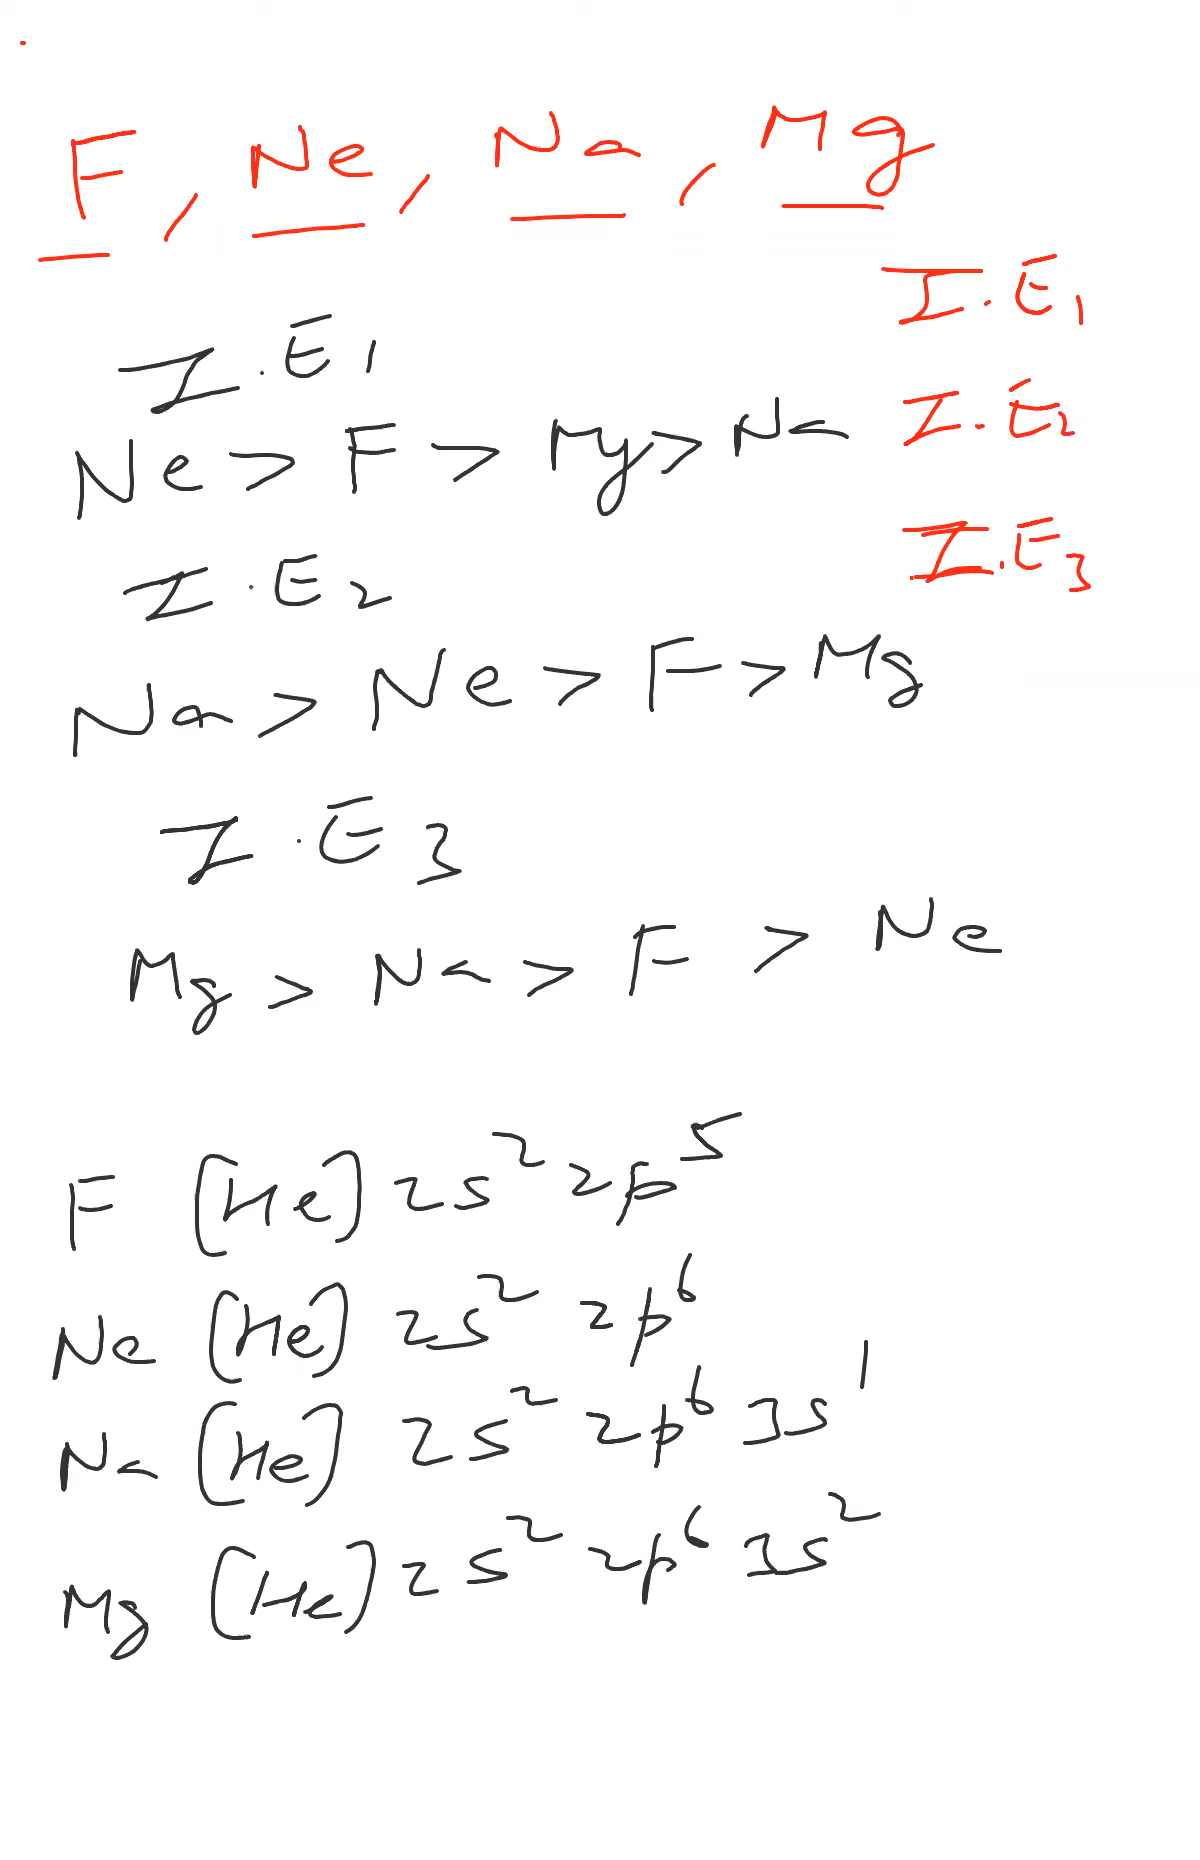 F, Ne, Na, Mg
I.E₁
I.E₁
Ne > F > Mg > Na
I.E₂
I.E₂
I.E₃
Na > Ne > F > Mg
I.E₃
Mg > Na > F > Ne
F [He] 2s² 2p⁵
Ne [He] 2s² 2p⁶
Na [He] 2s² 2p⁶ 3s¹
Mg [He] 2s² 2p⁶ 3s²